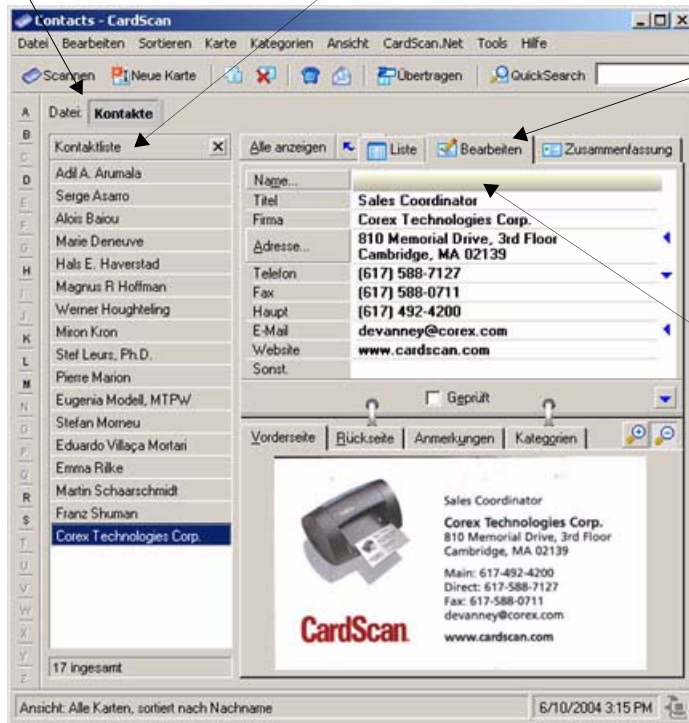 Contacts - CardScan
Datei Bearbeiten Sortieren Karte Kategorien Ansicht CardScan.Net Tools Hilfe
Scannen Neue Karte Übertragen QuickSearch
Datei: Kontakte
A
B
C
D
E
F
G
H
I
J
K
L
M
N
O
P
Q
R
S
T
U
V
W
X
Y
Z
Kontaktliste
Adil A. Arumala
Serge Asarro
Alois Baiou
Marie Deneuve
Hals E. Haverstad
Magnus R Hoffman
Werner Houghteling
Miron Kron
Stef Leurs, Ph.D.
Pierre Marion
Eugenia Modell, MTPW
Stefan Morneu
Eduardo Villaça Mortari
Emma Rilke
Martin Schaarschmidt
Franz Shuman
Corex Technologies Corp.
17 ingesamt
Alle anzeigen Liste Bearbeiten Zusammenfassung
Name...
Titel Sales Coordinator
Firma Corex Technologies Corp.
Adresse... 810 Memorial Drive, 3rd Floor
Cambridge, MA 02139
Telefon (617) 588-7127
Fax (617) 588-0711
Haupt (617) 492-4200
E-Mail devanney@corex.com
Website www.cardscan.com
Sonst.
Geprüft
Vorderseite Rückseite Anmerkungen Kategorien
Sales Coordinator
Corex Technologies Corp.
810 Memorial Drive, 3rd Floor
Cambridge, MA 02139
Main: 617-492-4200
Direct: 617-588-7127
Fax: 617-588-0711
devanney@corex.com
www.cardscan.com
CardScan
Ansicht: Alle Karten, sortiert nach Nachname 6/10/2004 3:15 PM